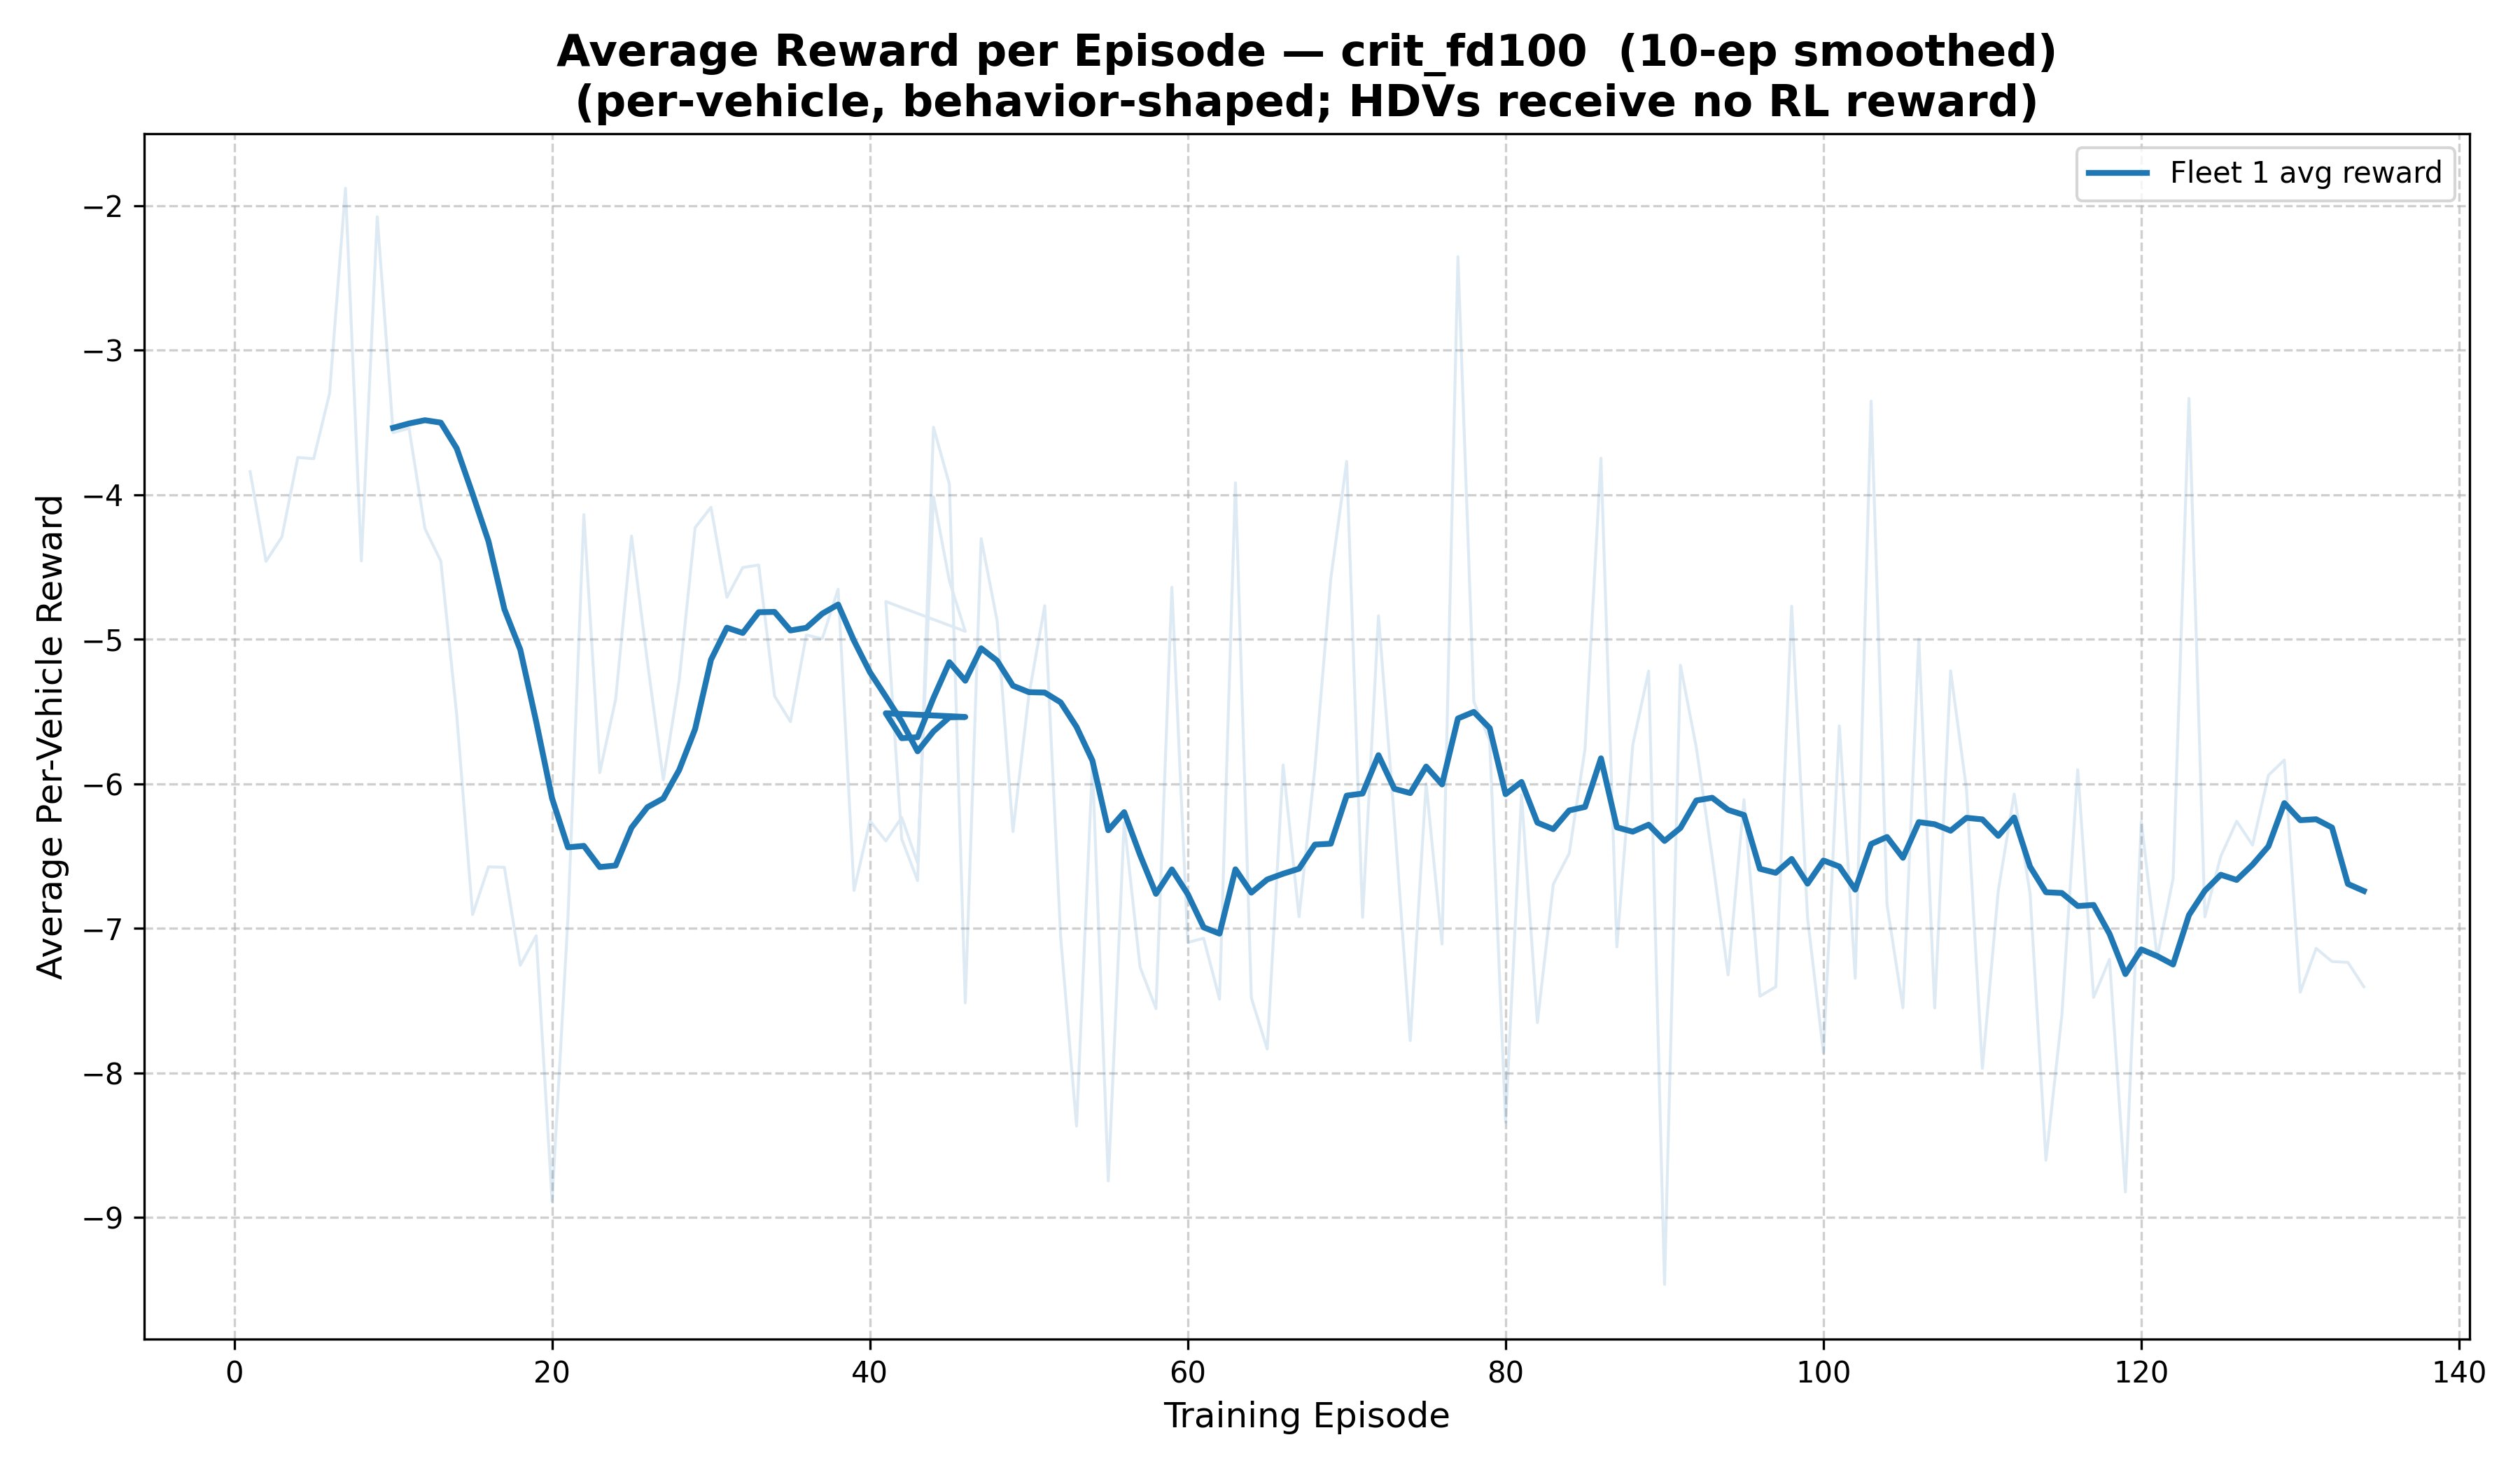 Average Reward per Episode — crit_fd100  (10-ep smoothed)
(per-vehicle, behavior-shaped; HDVs receive no RL reward)
Fleet 1 avg reward
Average Per-Vehicle Reward
−2
−3
−4
−5
−6
−7
−8
−9
0 20 40 60 80 100 120 140
Training Episode